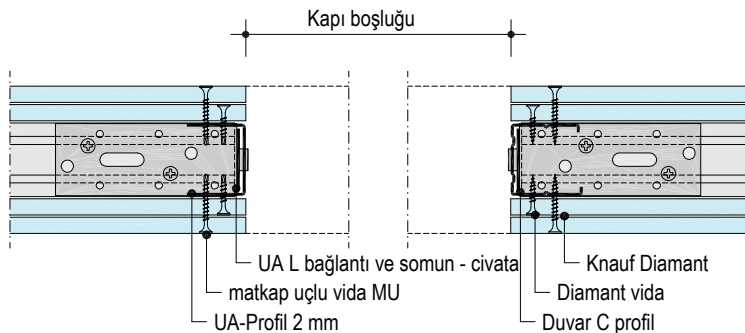 Kapı boşluğu
UA L bağlantı ve somun - civata
matkap uçlu vida MU
UA-Profil 2 mm
Knauf Diamant
Diamant vida
Duvar C profil